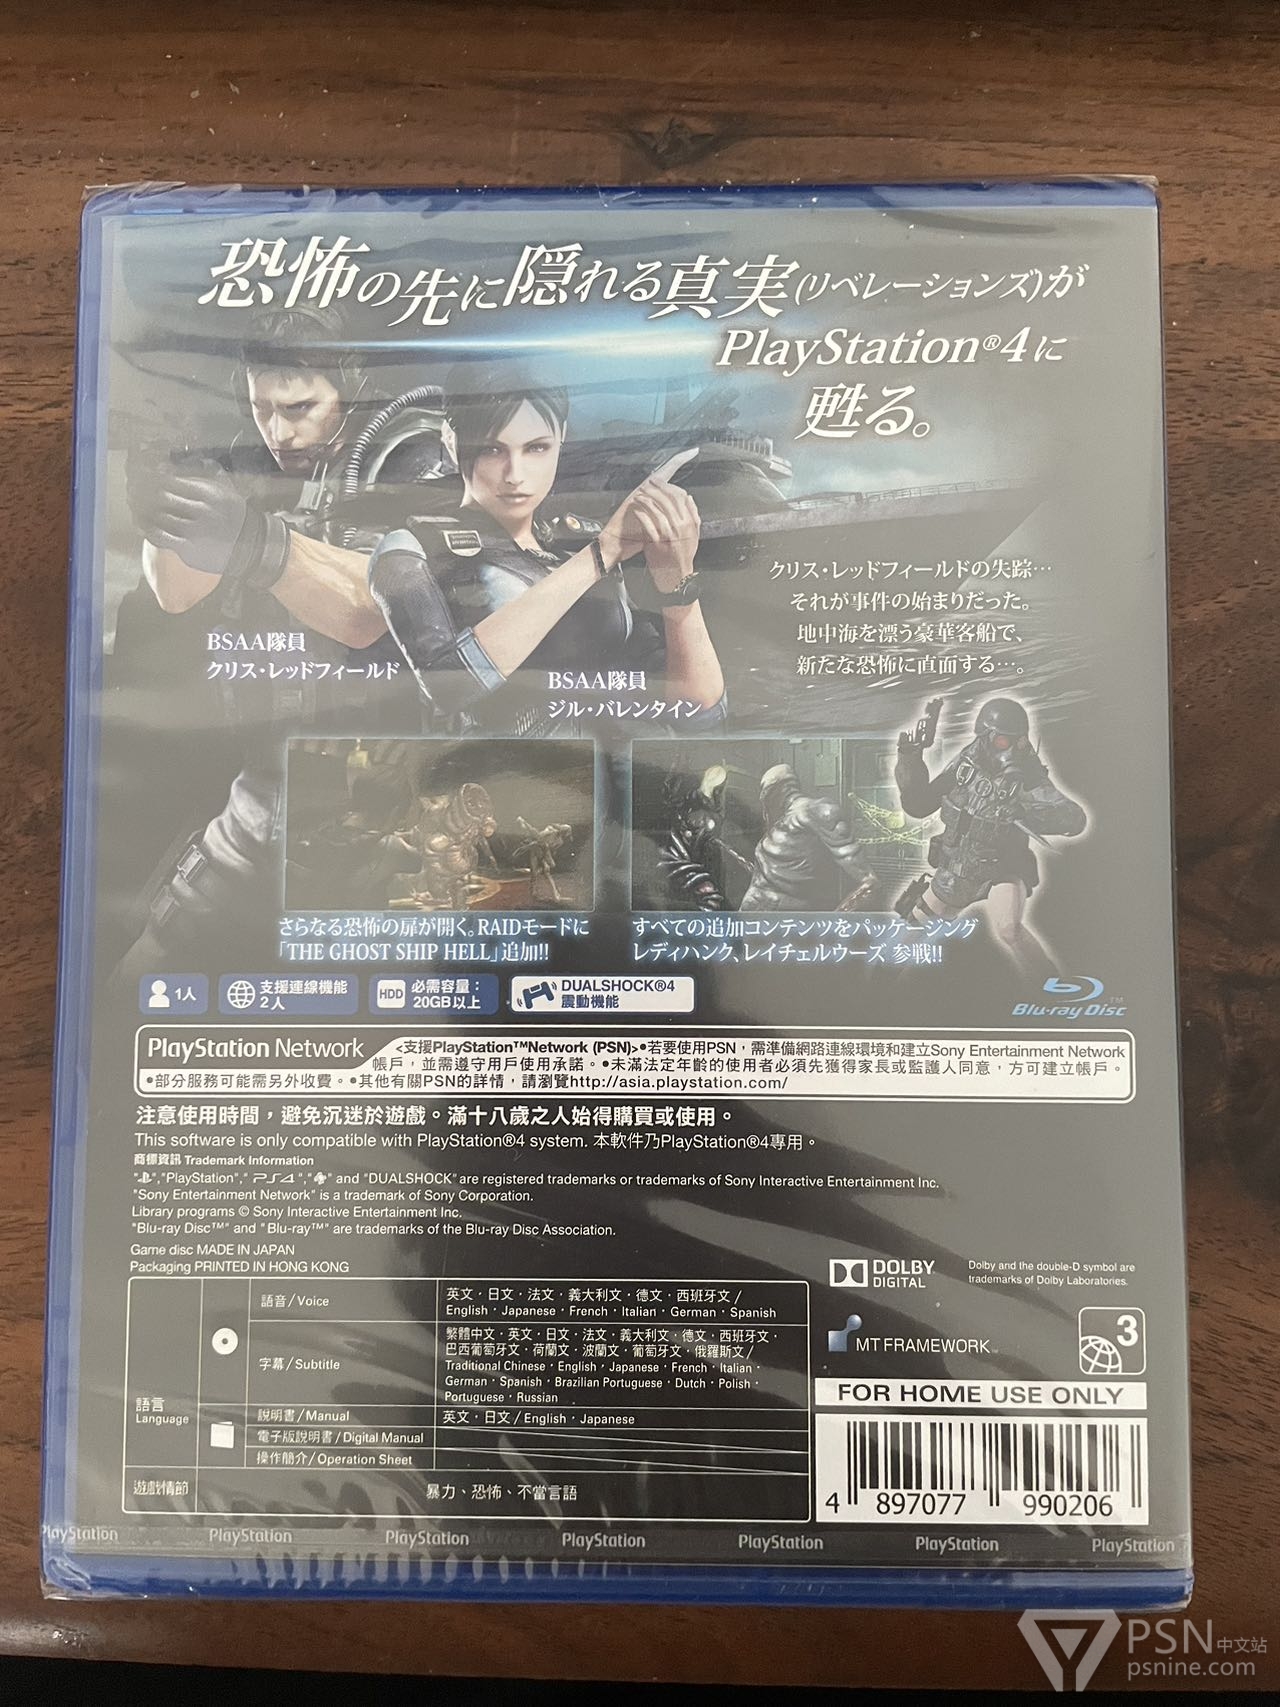 恐怖の先に隠れる真実(リベレーションズ)が
PlayStation®4に
甦る。
クリス・レッドフィールドの失踪…
それが事件の始まりだった。
地中海を漂う豪華客船で、
新たな恐怖に直面する…。
BSAA隊員
クリス・レッドフィールド
BSAA隊員
ジル・バレンタイン
さらなる恐怖の扉が開く。RAIDモードに
「THE GHOST SHIP HELL」追加!!
すべての追加コンテンツをパッケージング
レディハンク、レイチェルウーズ 参戦!!
1人
支援連線機能
2人
HDD
必需容量：
20GB以上
DUALSHOCK®4
震動機能
Blu-ray Disc™
PlayStation Network
<支援PlayStation™Network (PSN)>●若要使用PSN，需準備網路連線環境和建立Sony Entertainment Network
帳戶，並需遵守用戶使用承諾。●未滿法定年齡的使用者必須先獲得家長或監護人同意，方可建立帳戶。
●部分服務可能需另外收費。●其他有關PSN的詳情，請瀏覽http://asia.playstation.com/
注意使用時間，避免沉迷於遊戲。滿十八歲之人始得購買或使用。
This software is only compatible with PlayStation®4 system. 本軟件乃PlayStation®4專用。
商標資訊 Trademark Information
"PlayStation", "PS4", and "DUALSHOCK" are registered trademarks or trademarks of Sony Interactive Entertainment Inc.
"Sony Entertainment Network" is a trademark of Sony Corporation.
Library programs © Sony Interactive Entertainment Inc.
"Blu-ray Disc™" and "Blu-ray™" are trademarks of the Blu-ray Disc Association.
Game disc MADE IN JAPAN
Packaging PRINTED IN HONG KONG
DOLBY
DIGITAL
Dolby and the double-D symbol are
trademarks of Dolby Laboratories.
語言
Language
語音/Voice
英文・日文・法文・義大利文・德文・西班牙文/
English・Japanese・French・Italian・German・Spanish
字幕/Subtitle
繁體中文・英文・日文・法文・義大利文・德文・西班牙文・
巴西葡萄牙文・荷蘭文・波蘭文・葡萄牙文・俄羅斯文/
Traditional Chinese・English・Japanese・French・Italian・
German・Spanish・Brazilian Portuguese・Dutch・Polish・
Portuguese・Russian
說明書/Manual
英文・日文/English・Japanese
電子版說明書/Digital Manual
操作簡介/Operation Sheet
遊戲情節
暴力、恐怖、不當言語
MT FRAMEWORK
3
FOR HOME USE ONLY
4 897077 990206
PlayStation PlayStation PlayStation PlayStation PlayStation PlayStation PlayStation
PSN中文站
psnine.com